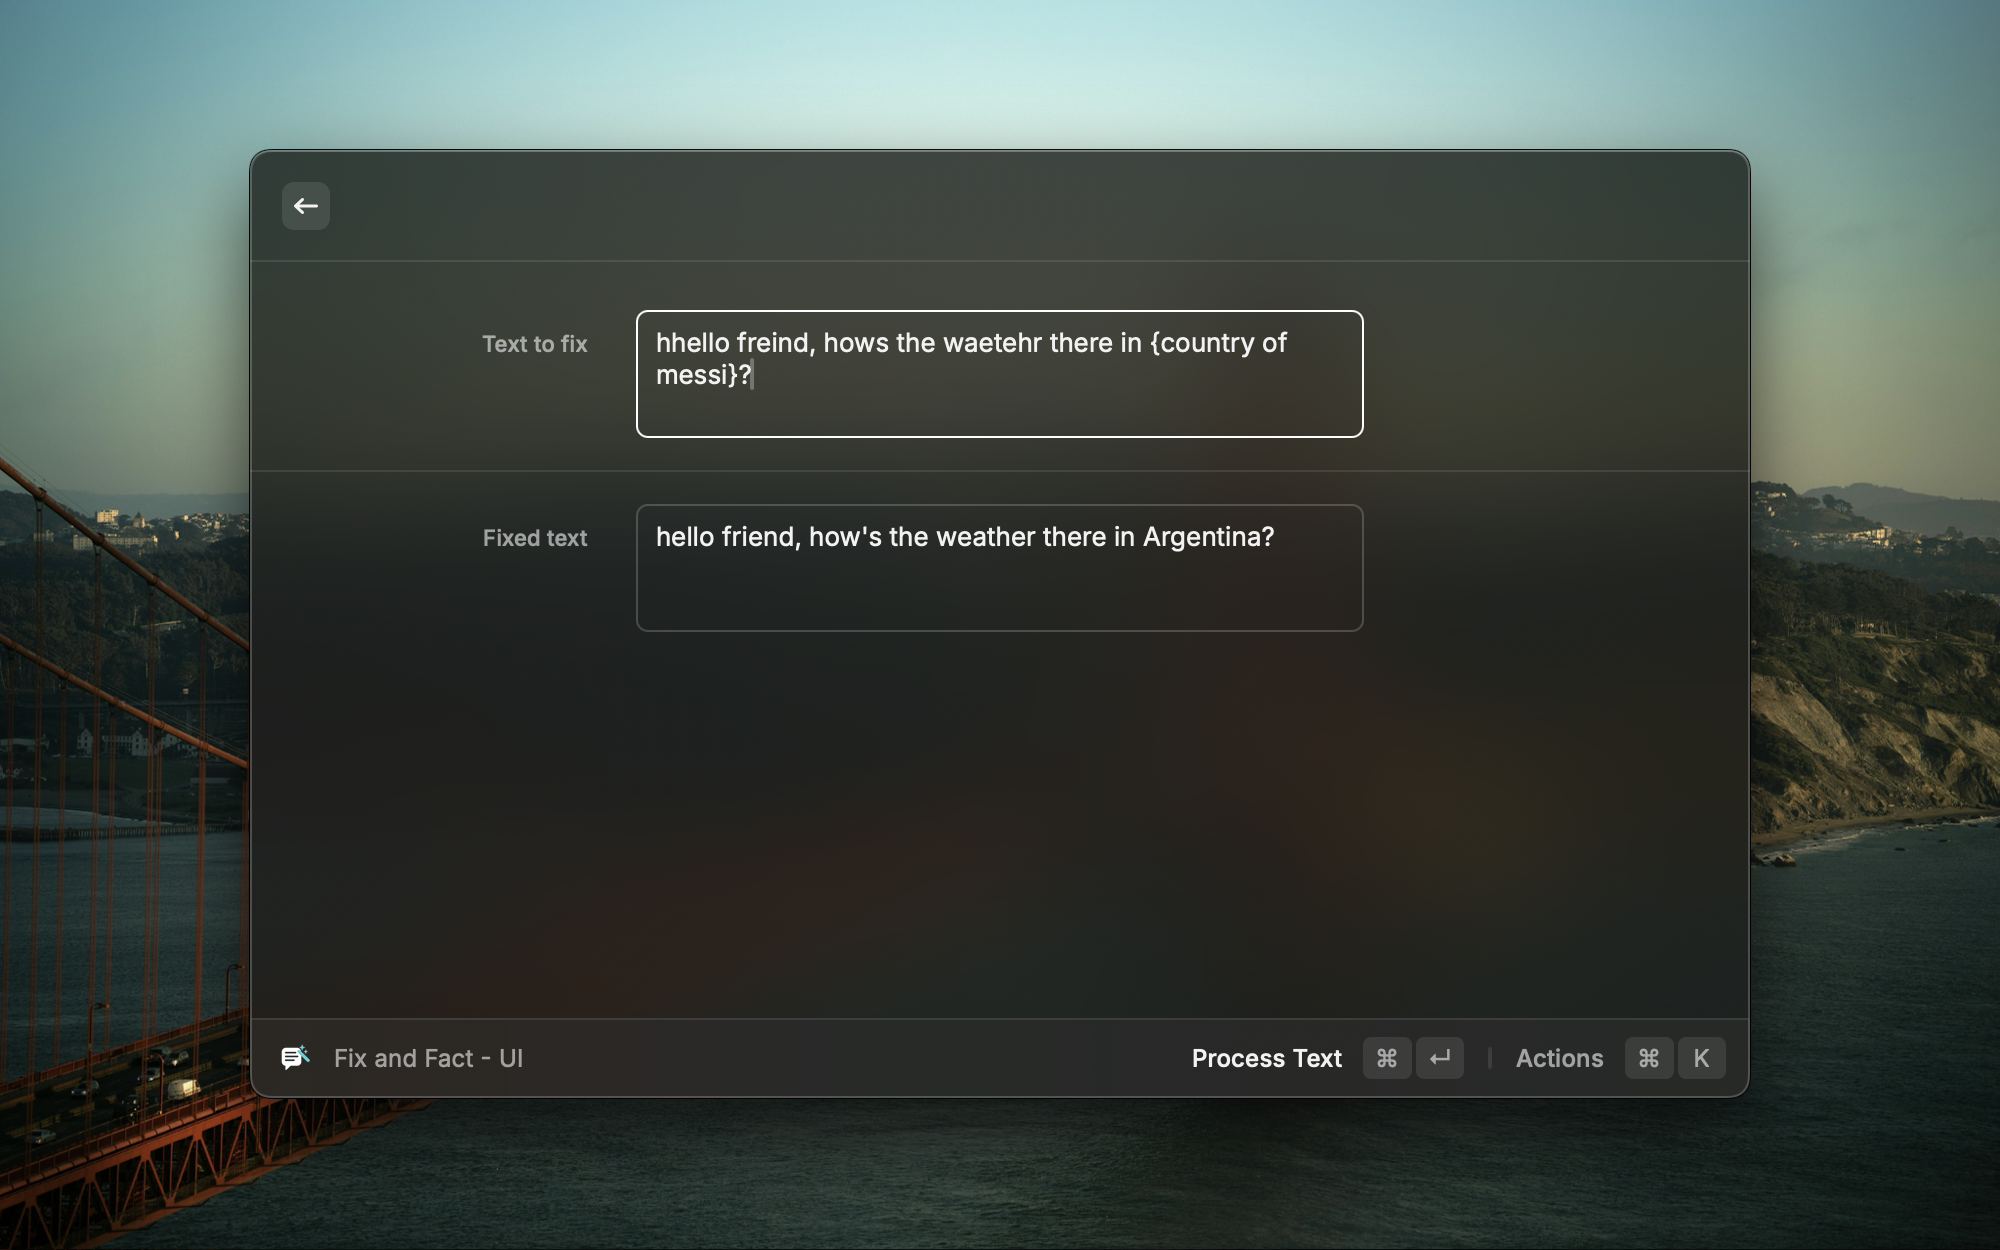 Text to fix
hhello freind, hows the waetehr there in {country of
messi}?
Fixed text
hello friend, how's the weather there in Argentina?
Fix and Fact - UI
Process Text ⌘ ↵ | Actions ⌘ K